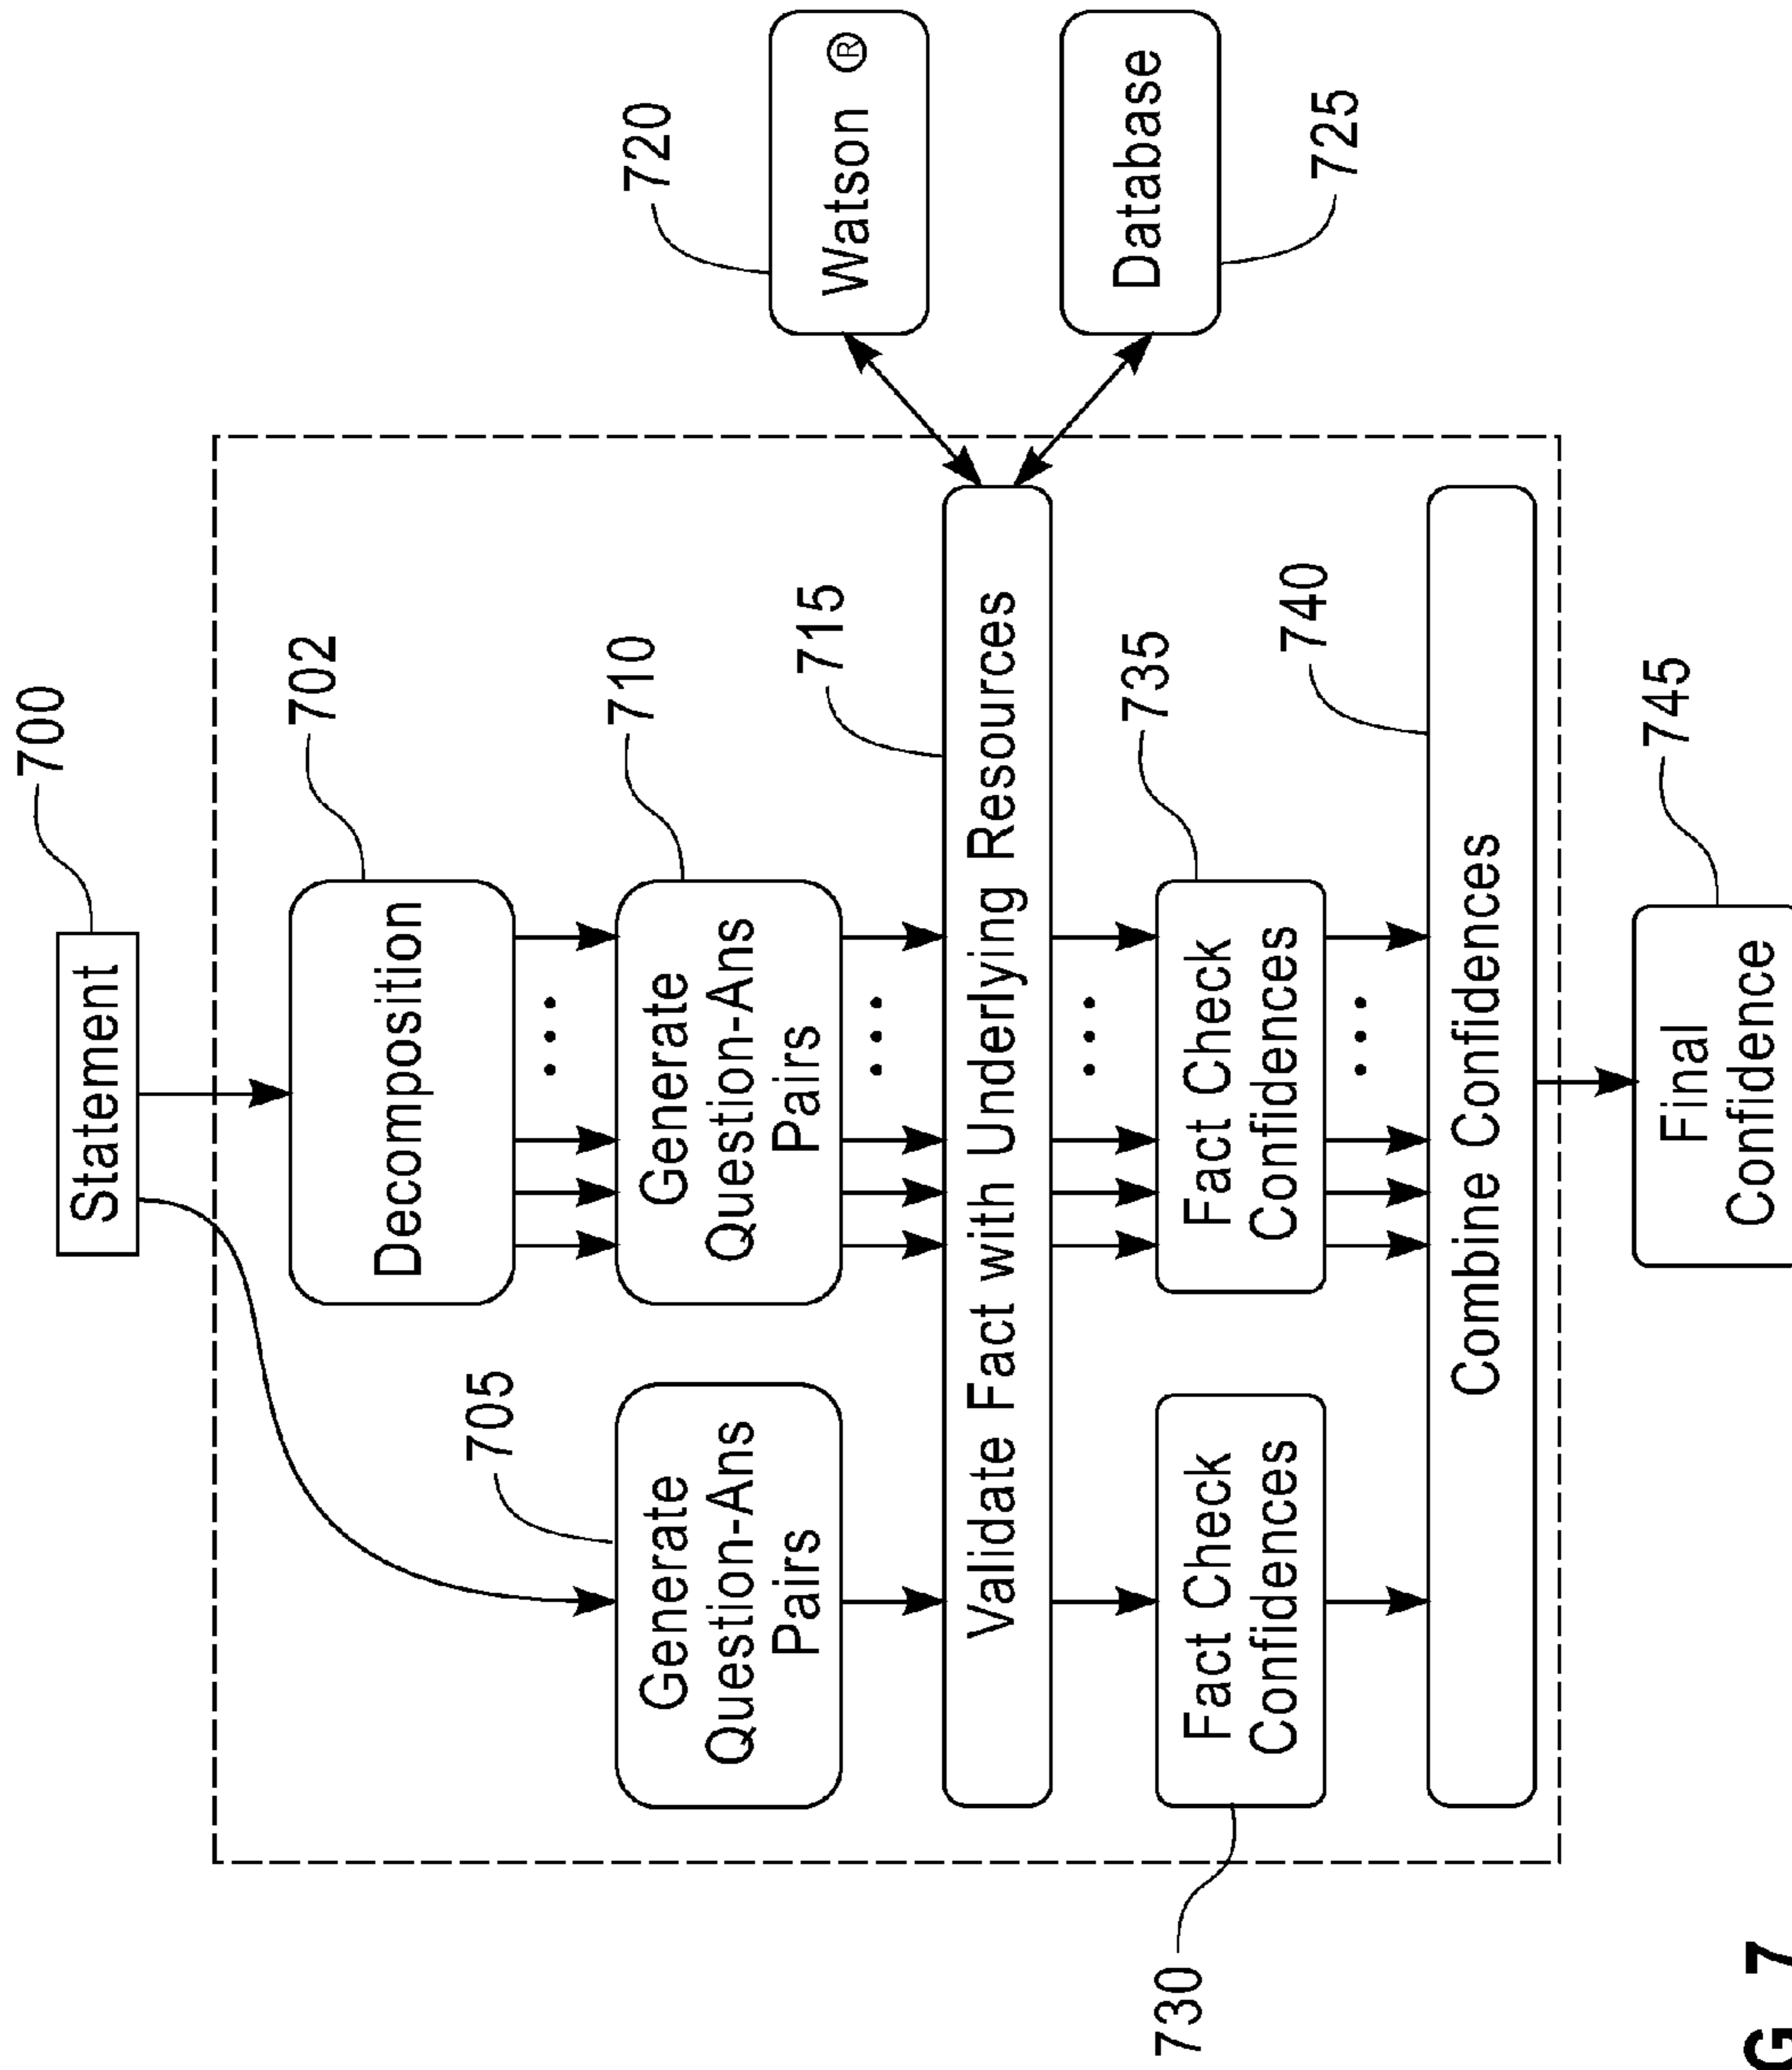 700
Statement
702
Decomposition
705
Generate
Question-Ans
Pairs
710
Generate
Question-Ans
Pairs
...
715
Validate Fact with Underlying Resources
720
Watson ®
725
Database
730
Fact Check
Confidences
735
Fact Check
Confidences
740
Combine Confidences
745
Final
Confidence
G 7